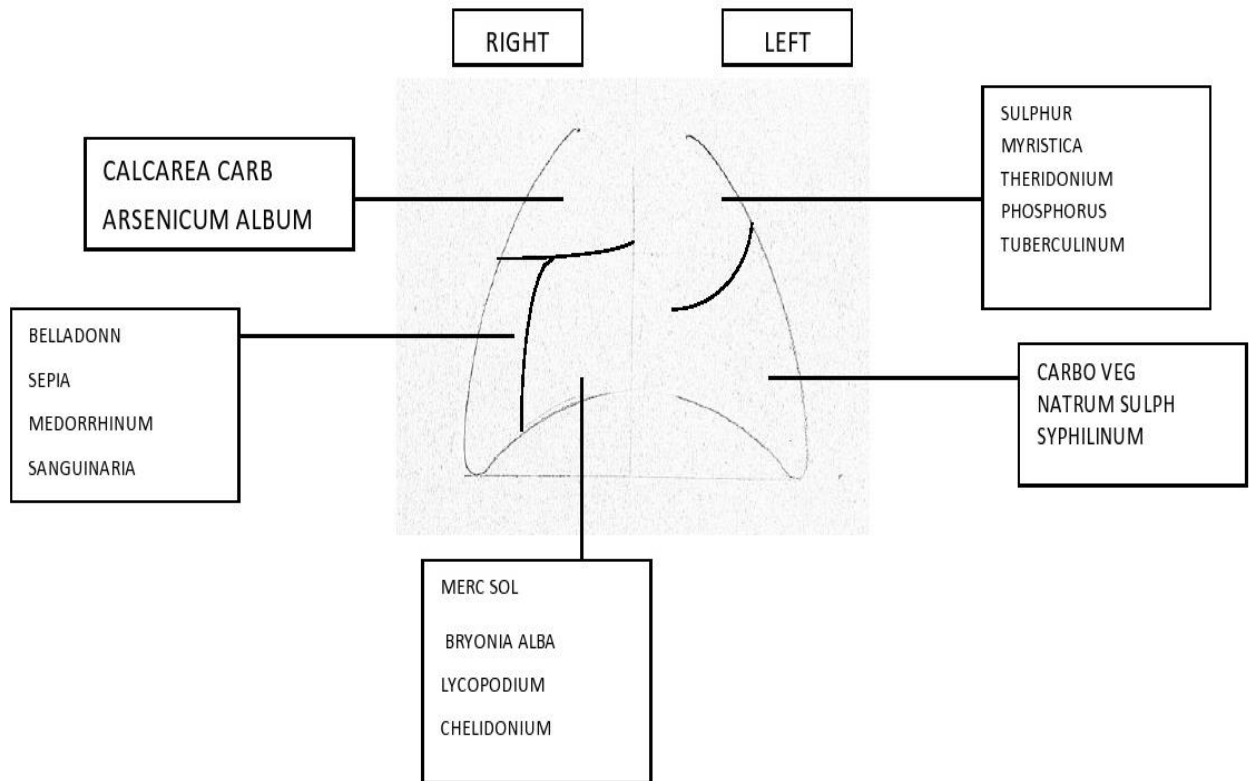 RIGHT
LEFT
CALCAREA CARB
ARSENICUM ALBUM
SULPHUR
MYRISTICA
THERIDONIUM
PHOSPHORUS
TUBERCULINUM
BELLADONN
SEPIA
MEDORRHINUM
SANGUINARIA
CARBO VEG
NATRUM SULPH
SYPHILINUM
MERC SOL
BRYONIA ALBA
LYCOPODIUM
CHELIDONIUM